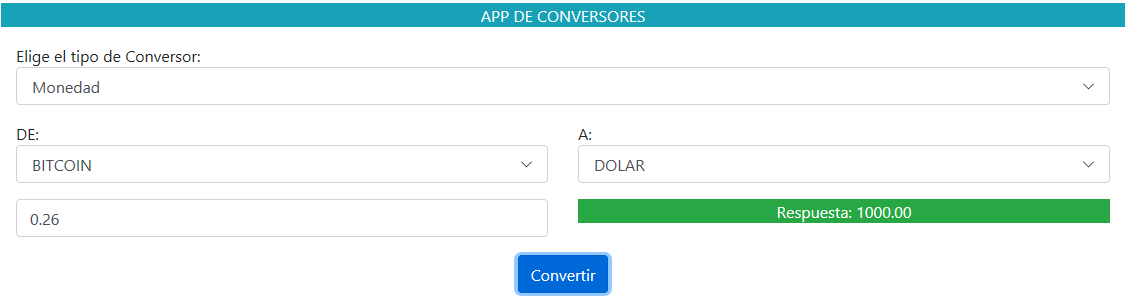 APP DE CONVERSORES
Elige el tipo de Conversor:
Monedad
DE:
A:
BITCOIN
DOLAR
0.26
Respuesta: 1000.00
Convertir